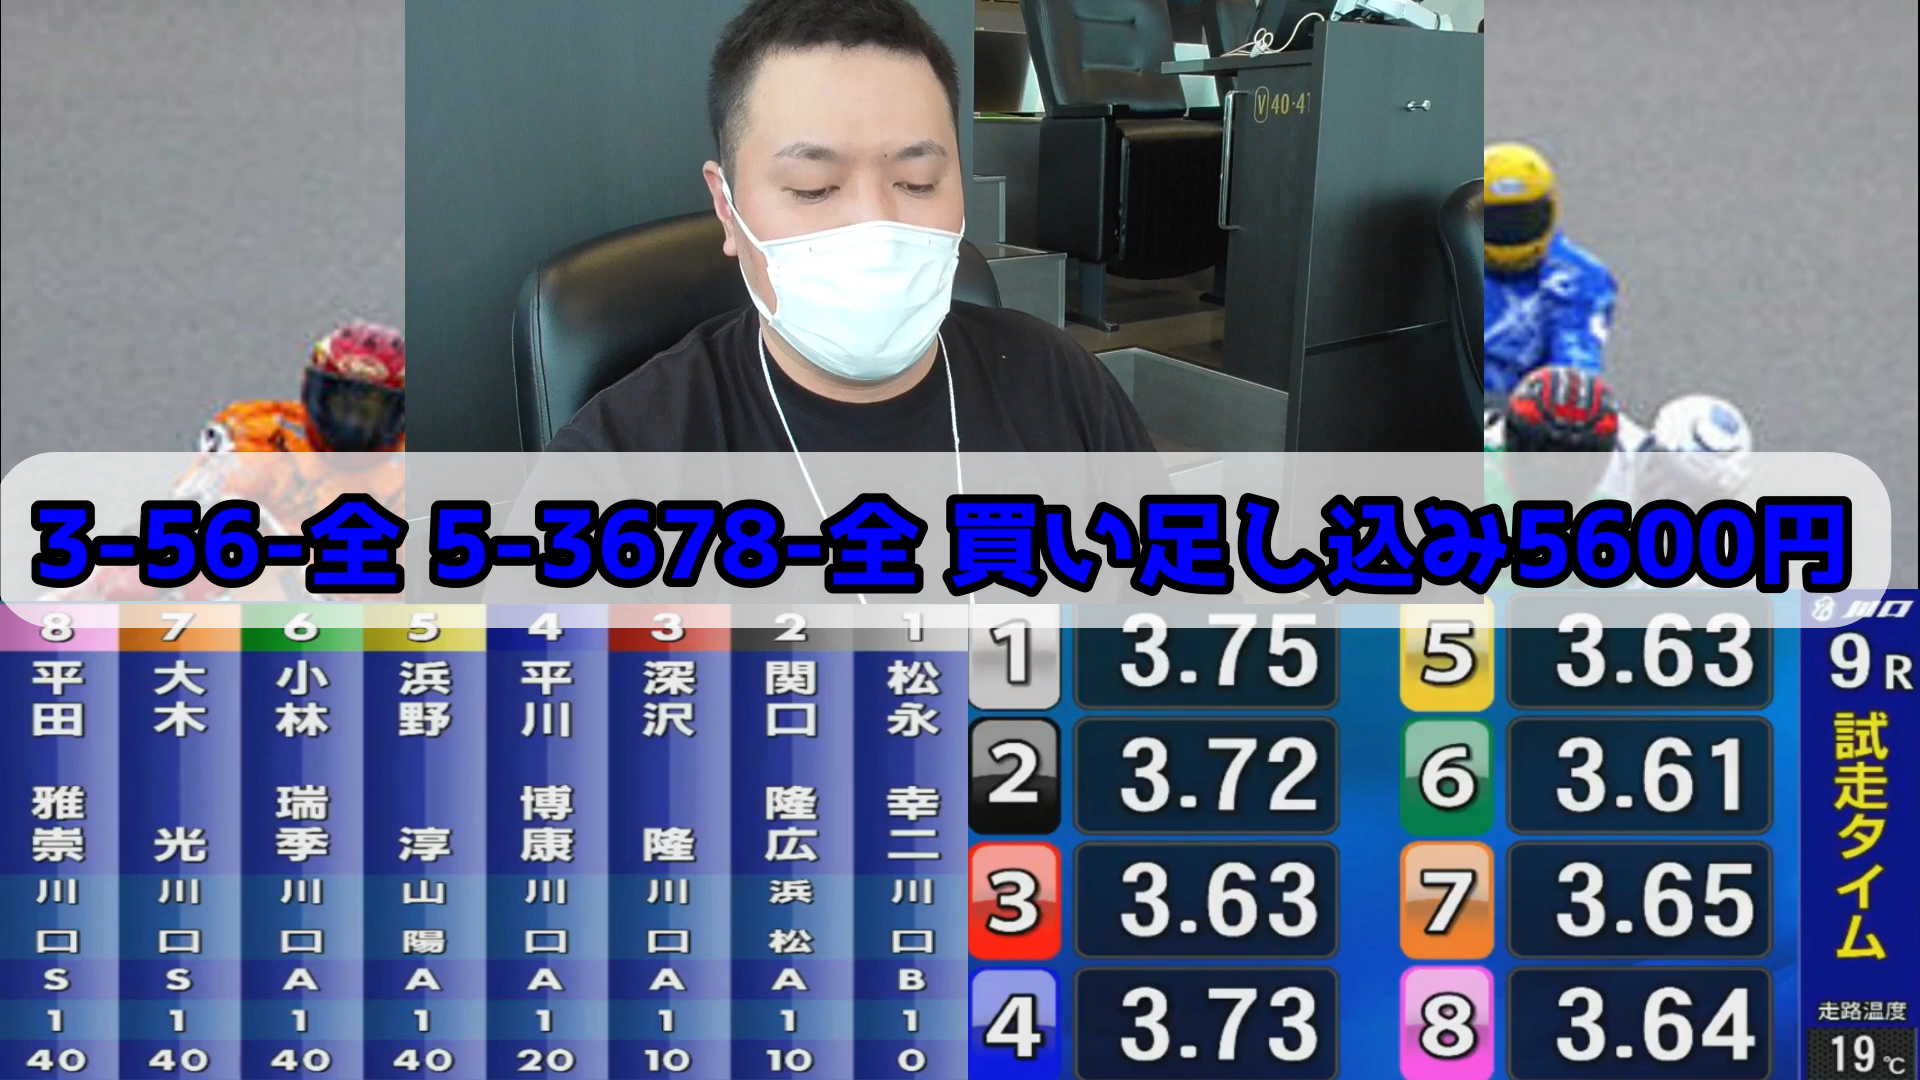 V 40-41
3-56-全 5-3678-全 買い足し込み5600円
8 7 6 5 4 3 2 1
平田 雅崇 川口 S 1 40
大木 光 川口 S 1 40
小林 瑞季 川口 A 1 40
浜野 淳 山陽 A 1 40
平川 博康 川口 A 1 20
深沢 隆 川口 A 1 10
関口 隆広 浜松 A 1 10
松永 幸二 川口 B 1 0
1 3.75 5 3.63
2 3.72 6 3.61
3 3.63 7 3.65
4 3.73 8 3.64
川口
9R
試走タイム
走路温度
19℃